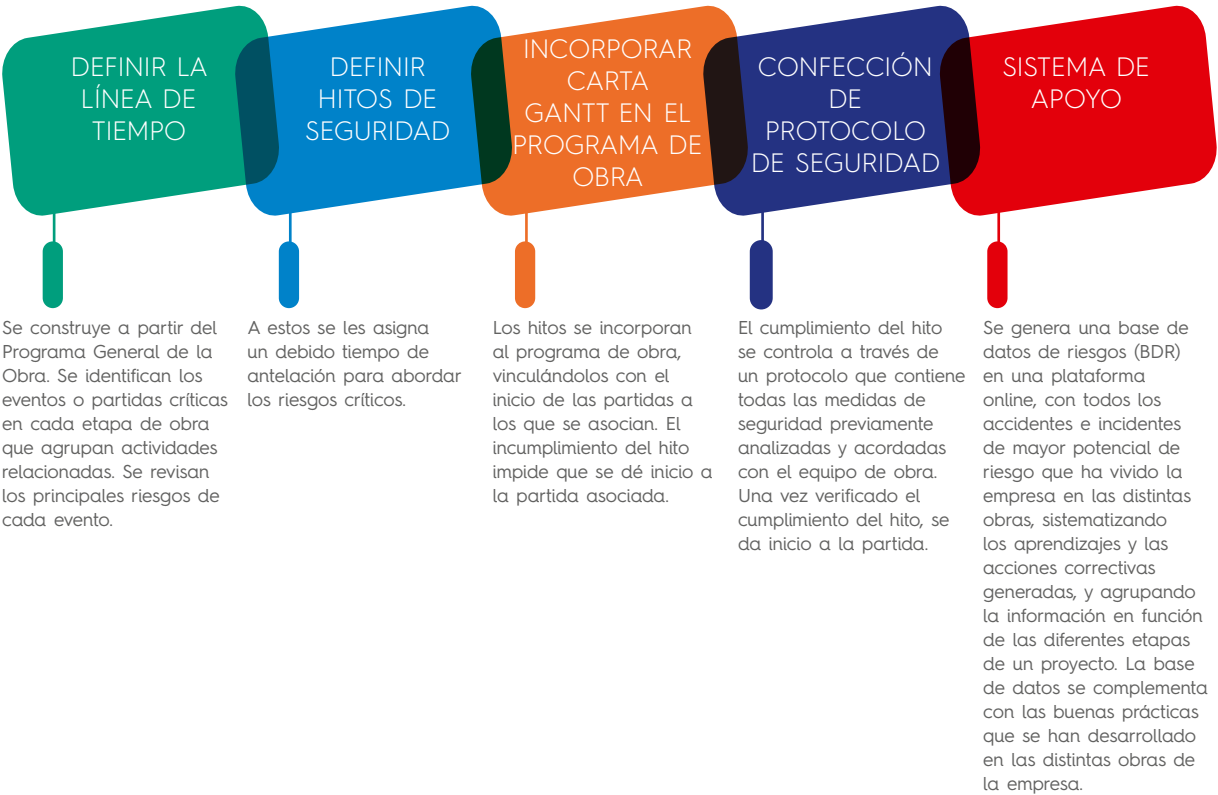 DEFINIR LA
LÍNEA DE
TIEMPO
Se construye a partir del
Programa General de la
Obra. Se identifican los
eventos o partidas críticas
en cada etapa de obra
que agrupan actividades
relacionadas. Se revisan
los principales riesgos de
cada evento.
DEFINIR
HITOS DE
SEGURIDAD
A estos se les asigna
un debido tiempo de
antelación para abordar
los riesgos críticos.
INCORPORAR
CARTA
GANTT EN EL
PROGRAMA DE
OBRA
Los hitos se incorporan
al programa de obra,
vinculándolos con el
inicio de las partidas a
los que se asocian. El
incumplimiento del hito
impide que se dé inicio a
la partida asociada.
CONFECCIÓN
DE
PROTOCOLO
DE SEGURIDAD
El cumplimiento del hito
se controla a través de
un protocolo que contiene
todas las medidas de
seguridad previamente
analizadas y acordadas
con el equipo de obra.
Una vez verificado el
cumplimiento del hito, se
da inicio a la partida.
SISTEMA DE
APOYO
Se genera una base de
datos de riesgos (BDR)
en una plataforma
online, con todos los
accidentes e incidentes
de mayor potencial de
riesgo que ha vivido la
empresa en las distintas
obras, sistematizando
los aprendizajes y las
acciones correctivas
generadas, y agrupando
la información en función
de las diferentes etapas
de un proyecto. La base
de datos se complementa
con las buenas prácticas
que se han desarrollado
en las distintas obras de
la empresa.